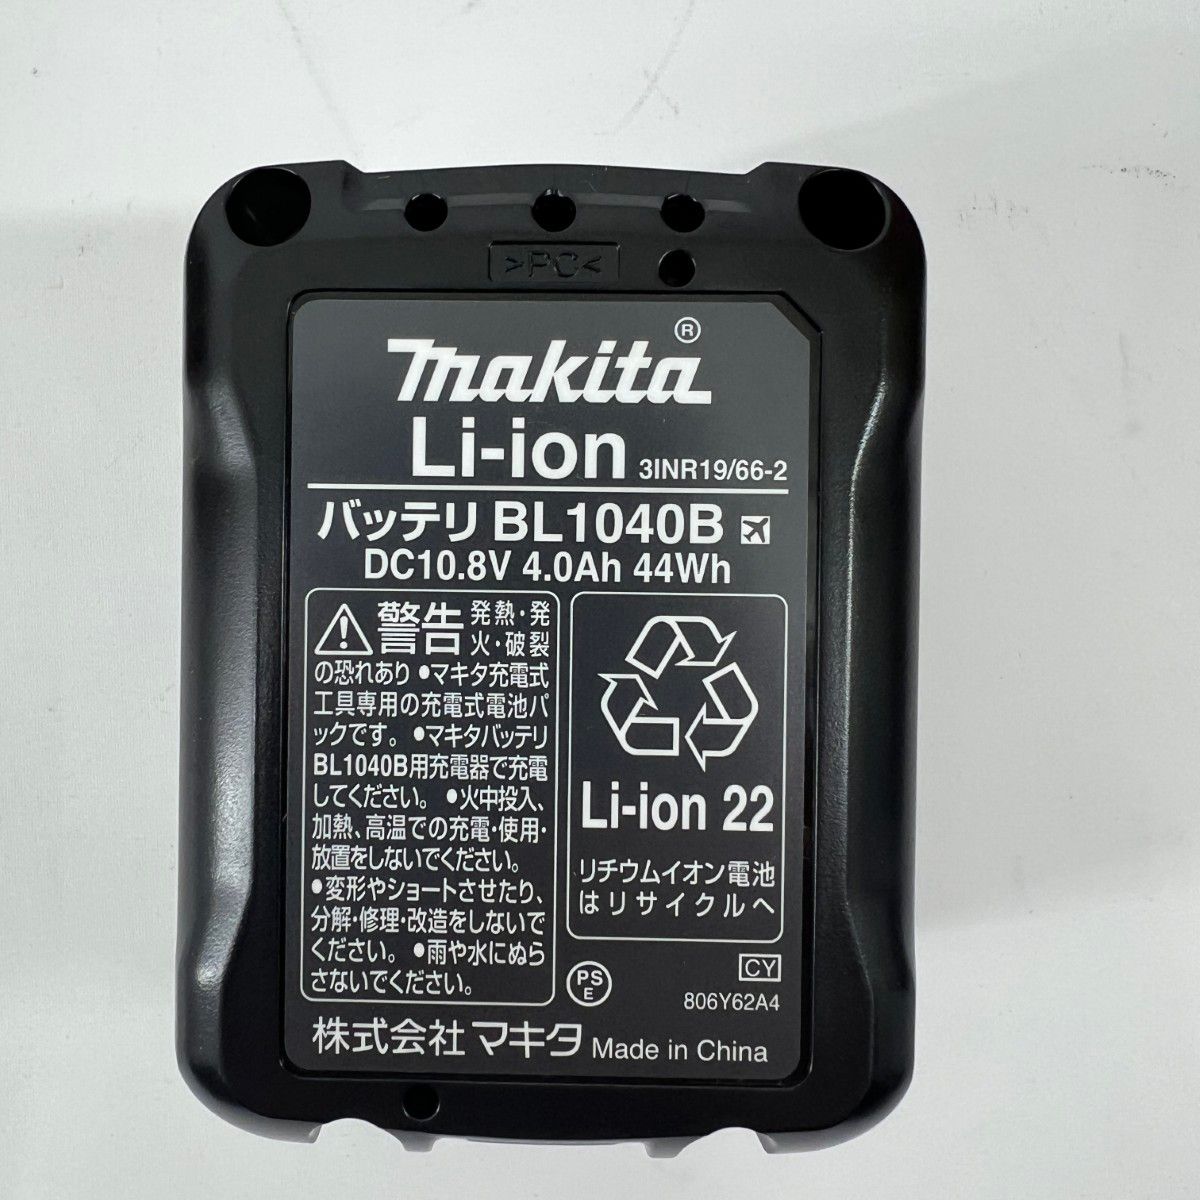 >PC<
makita®
Li-ion 3INR19/66-2
バッテリ BL1040B
DC10.8V 4.0Ah 44Wh
警告 発熱・発
火・破裂
の恐れあり ●マキタ充電式
工具専用の充電式電池パ
ックです。 ●マキタバッテリ
BL1040B用充電器で充電
してください。 ●火中投入、
加熱、高温での充電・使用・
放置をしないでください。
●変形やショートさせたり、
分解・修理・改造をしないで
ください。 ●雨や水にぬら
さないでください。
Li-ion 22
リチウムイオン電池
はリサイクルへ
PS
E
CY
806Y62A4
株式会社 マキタ Made in China